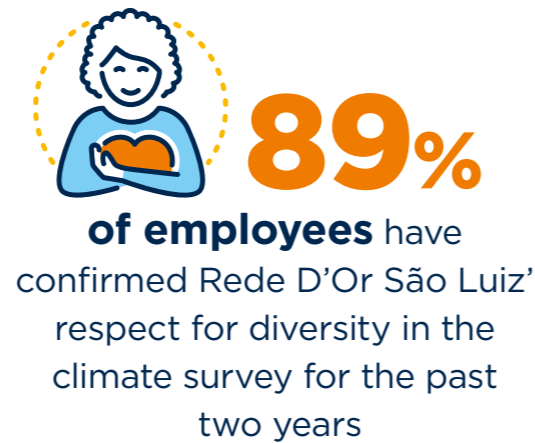 89%
of employees have
confirmed Rede D’Or São Luiz’
respect for diversity in the
climate survey for the past
two years